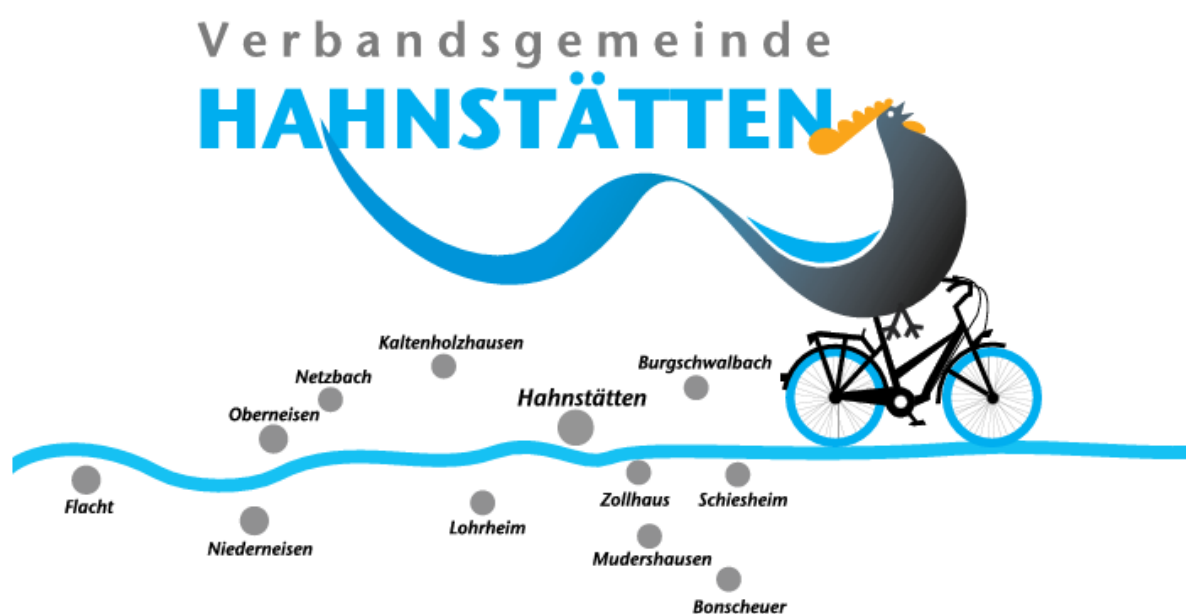 Verbandsgemeinde
HAHNSTÄTTEN
Kaltenholzhausen
Burgschwalbach
Netzbach
Hahnstätten
Oberneisen
Flacht
Zollhaus
Schiesheim
Lohrheim
Niederneisen
Mudershausen
Bonscheuer